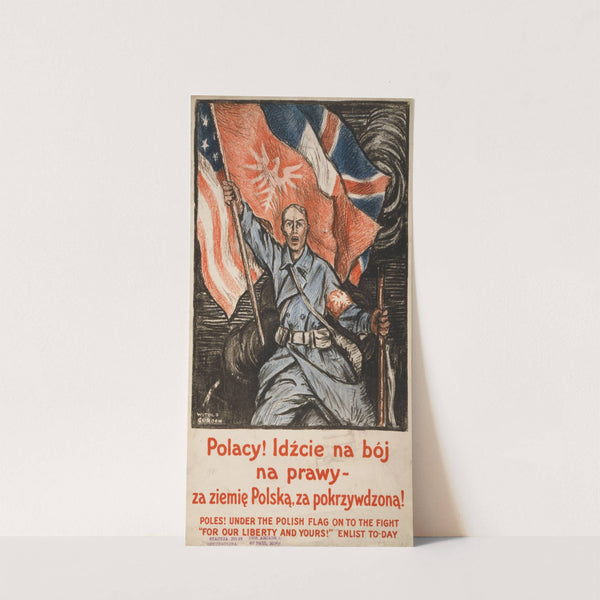 WITOLD
GORDON
Polacy! Idźcie na bój
na prawy-
za ziemię Polską, za pokrzywdzoną!
POLES! UNDER THE POLISH FLAG ON TO THE FIGHT
"FOR OUR LIBERTY AND YOURS!" ENLIST TO-DAY